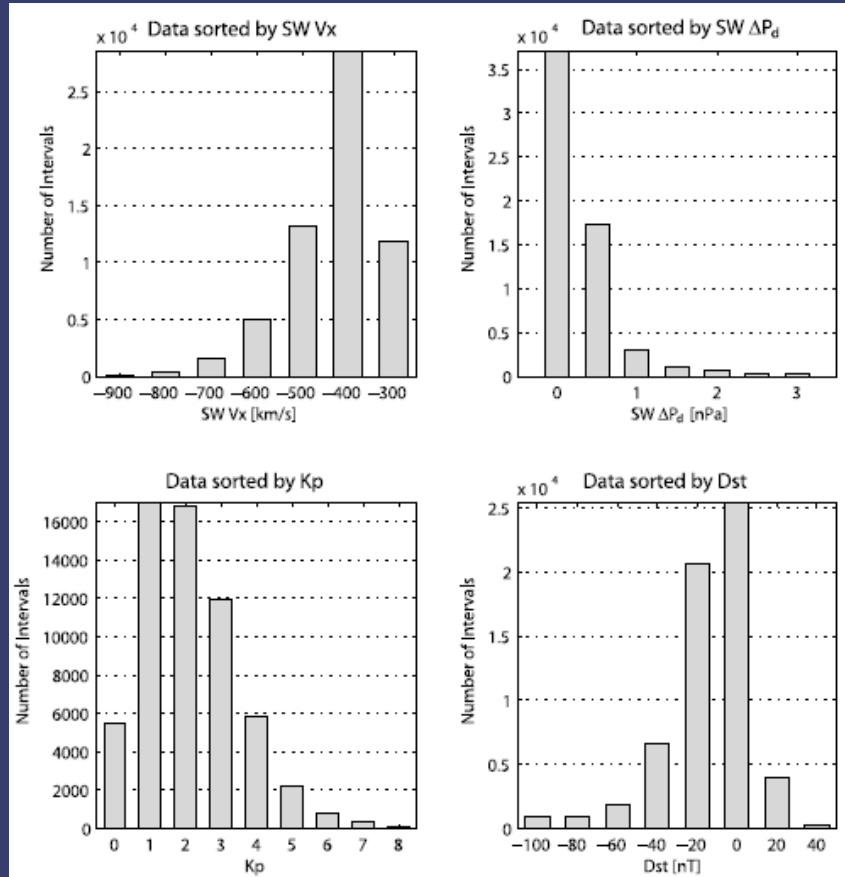 Data sorted by SW Vx
x 10 4
2.5
2
1.5
1
0.5
0
Number of Intervals
−900 −800 −700 −600 −500 −400 −300
SW Vx [km/s]
Data sorted by SW ΔPd
x 10 4
3.5
3
2.5
2
1.5
1
0.5
0
Number of Intervals
0 1 2 3
SW ΔPd [nPa]
Data sorted by Kp
16000
14000
12000
10000
8000
6000
4000
2000
0
Number of Intervals
0 1 2 3 4 5 6 7 8
Kp
Data sorted by Dst
x 10 4
2.5
2
1.5
1
0.5
0
Number of Intervals
−100 −80 −60 −40 −20 0 20 40
Dst [nT]